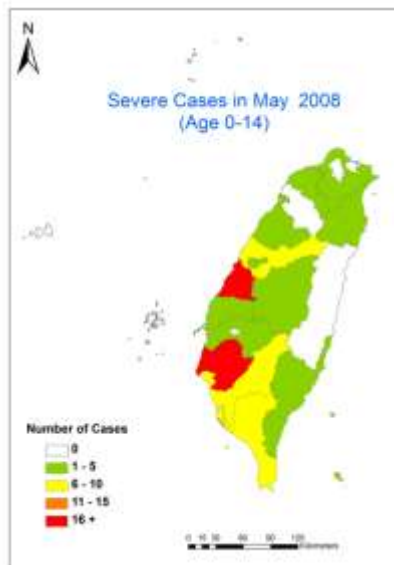 N
Severe Cases in May 2008
(Age 0-14)
Number of Cases
0
1 - 5
6 - 10
11 - 15
16 +